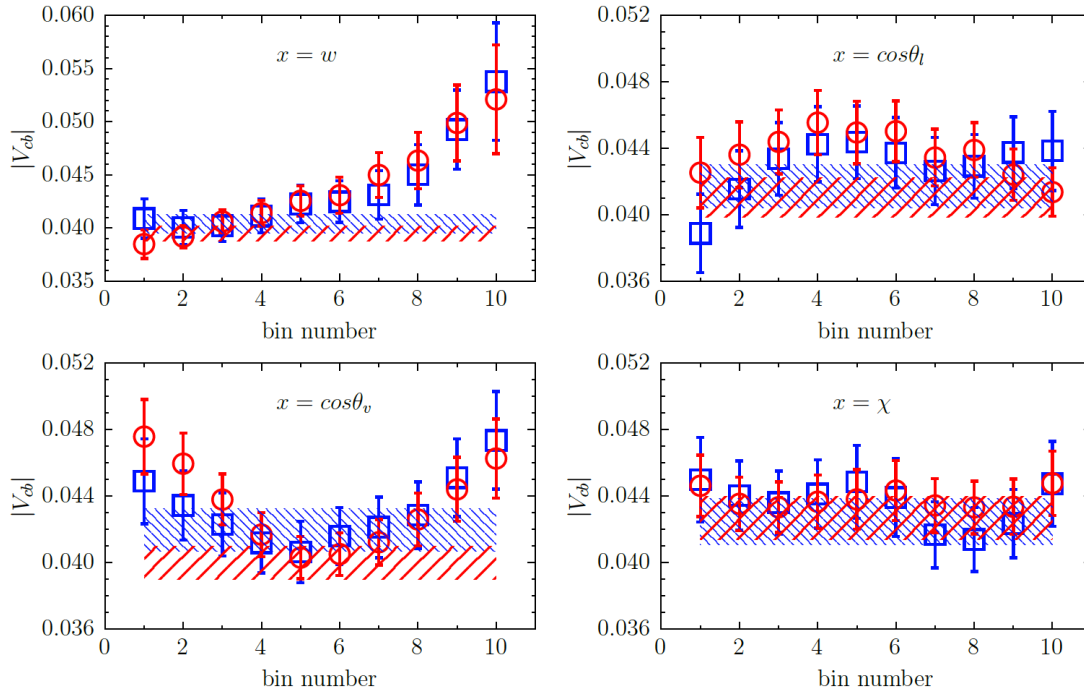 0.060
0.055
0.050
0.045
0.040
0.035
|V_cb|
x = w
0 2 4 6 8 10
bin number
0.052
0.048
0.044
0.040
0.036
|V_cb|
x = cosθ_l
0 2 4 6 8 10
bin number
0.052
0.048
0.044
0.040
0.036
|V_cb|
x = cosθ_v
0 2 4 6 8 10
bin number
0.052
0.048
0.044
0.040
0.036
|V_cb|
x = χ
0 2 4 6 8 10
bin number